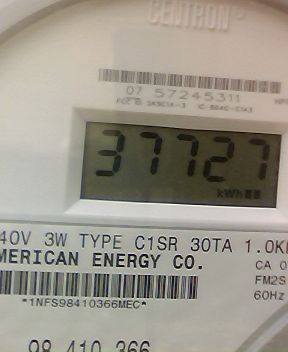 CENTRON
07 57245311
37727
kWh
40V 3W TYPE C1SR 30TA 1.0K
MERICAN ENERGY CO.
CA 0
FM2S
*1NFS98410366MEC*
60Hz
98 410 366